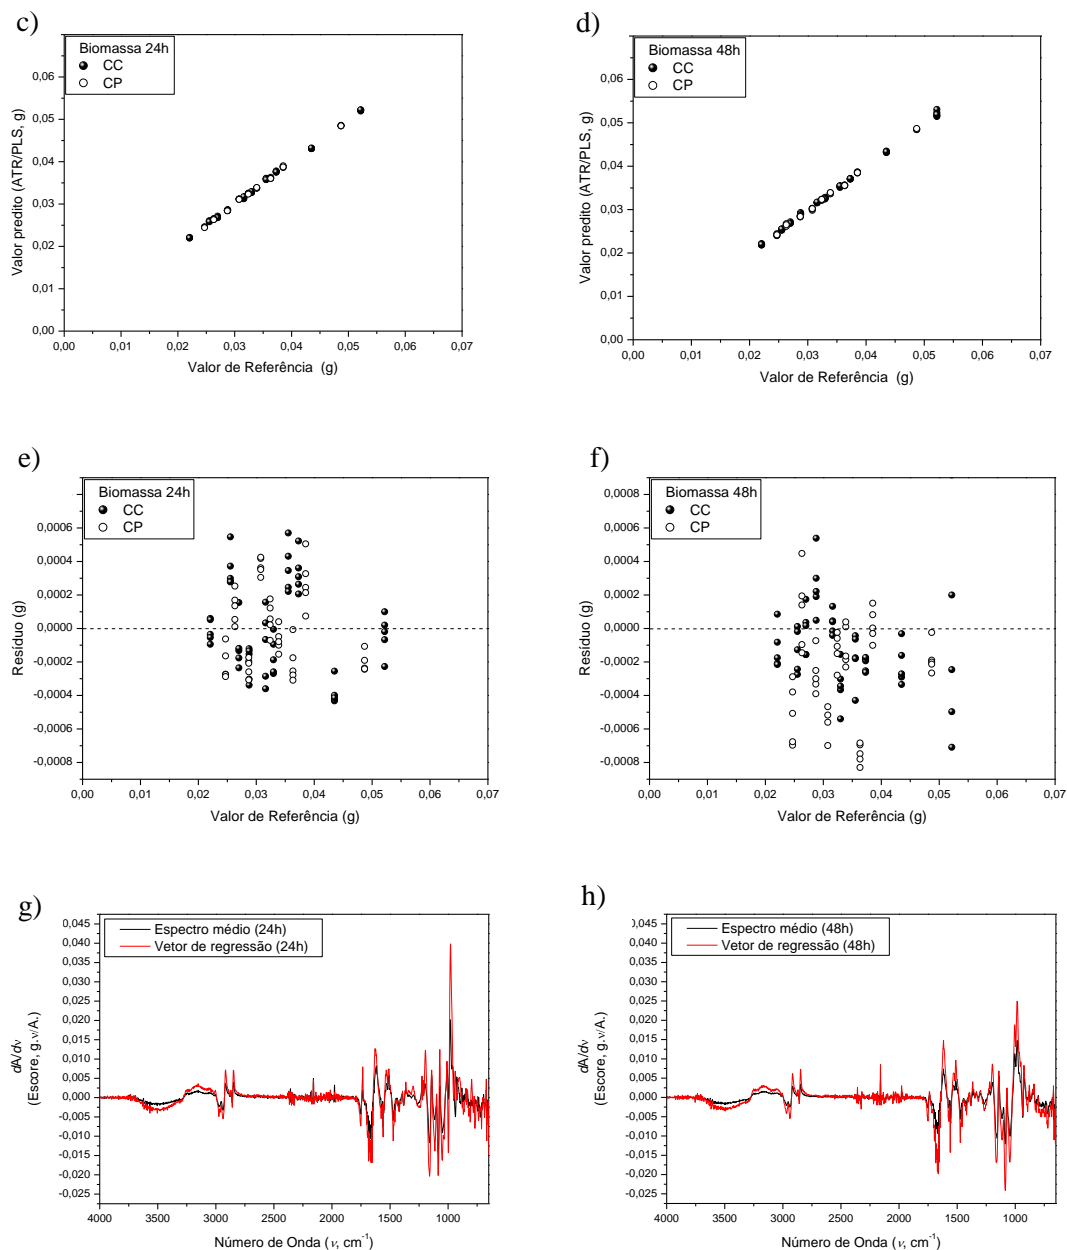 c)
Biomassa 24h
CC
CP
0,06
0,05
0,04
0,03
0,02
0,01
0,00
Valor predito (ATR/PLS, g)
0,00 0,01 0,02 0,03 0,04 0,05 0,06 0,07
Valor de Referência (g)
d)
Biomassa 48h
CC
CP
0,06
0,05
0,04
0,03
0,02
0,01
0,00
Valor predito (ATR/PLS, g)
0,00 0,01 0,02 0,03 0,04 0,05 0,06 0,07
Valor de Referência (g)
e)
Biomassa 24h
CC
CP
0,0006
0,0004
0,0002
0,0000
-0,0002
-0,0004
-0,0006
-0,0008
Resíduo (g)
0,00 0,01 0,02 0,03 0,04 0,05 0,06 0,07
Valor de Referência (g)
f)
Biomassa 48h
CC
CP
0,0008
0,0006
0,0004
0,0002
0,0000
-0,0002
-0,0004
-0,0006
-0,0008
Resíduo (g)
0,00 0,01 0,02 0,03 0,04 0,05 0,06 0,07
Valor de Referência (g)
g)
Espectro médio (24h)
Vetor de regressão (24h)
0,045
0,040
0,035
0,030
0,025
0,020
0,015
0,010
0,005
0,000
-0,005
-0,010
-0,015
-0,020
-0,025
dA/dν
(Escore, g.ν/A.)
4000 3500 3000 2500 2000 1500 1000
Número de Onda (ν, cm⁻¹)
h)
Espectro médio (48h)
Vetor de regressão (48h)
0,045
0,040
0,035
0,030
0,025
0,020
0,015
0,010
0,005
0,000
-0,005
-0,010
-0,015
-0,020
-0,025
dA/dν
(Escore, g.ν/A.)
4000 3500 3000 2500 2000 1500 1000
Número de Onda (ν, cm⁻¹)